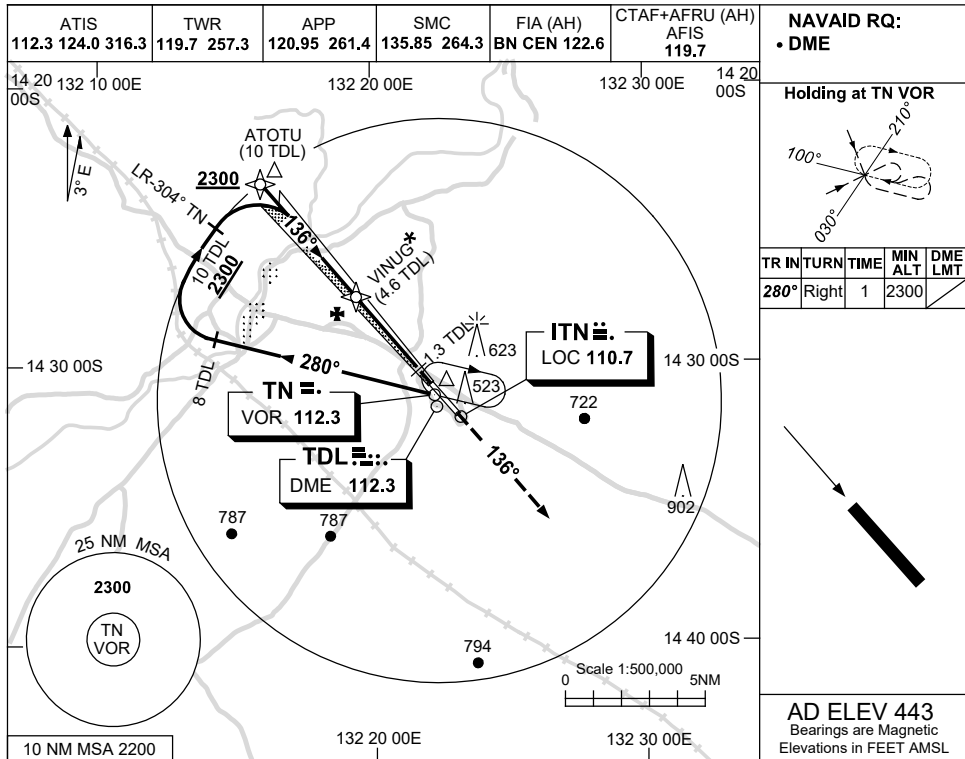 ATIS
112.3 124.0 316.3
TWR
119.7 257.3
APP
120.95 261.4
SMC
135.85 264.3
FIA (AH)
BN CEN 122.6
CTAF+AFRU (AH)
AFIS
119.7
NAVAID RQ:
• DME
14 20
00S
132 10 00E
132 20 00E
132 30 00E
14 20
00S
Holding at TN VOR
210°
100°
030°
TR IN TURN TIME MIN ALT DME LMT
280° Right 1 2300
3° E
ATOTU
(10 TDL)
2300
LR-304° TN
10 TDL
2300
136°
VINUG*
(4.6 TDL)
1.3 TDL
623
523
ITN
LOC 110.7
14 30 00S
14 30 00S
8 TDL
280°
TN
VOR 112.3
TDL
DME 112.3
722
136°
902
787
787
25 NM MSA
2300
TN
VOR
794
14 40 00S
Scale 1:500,000
0
5NM
10 NM MSA 2200
132 20 00E
132 30 00E
AD ELEV 443
Bearings are Magnetic
Elevations in FEET AMSL